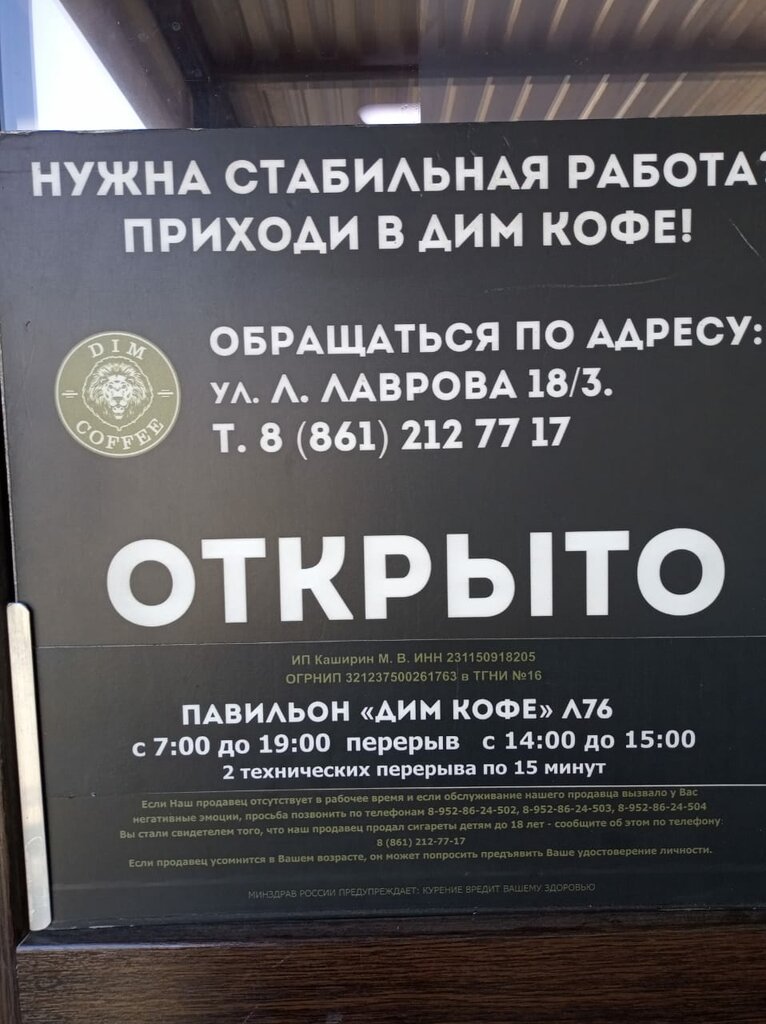 НУЖНА СТАБИЛЬНАЯ РАБОТА?
ПРИХОДИ В ДИМ КОФЕ!
DIM
COFFEE
ОБРАЩАТЬСЯ ПО АДРЕСУ:
УЛ. Л. ЛАВРОВА 18/3.
Т. 8 (861) 212 77 17
ОТКРЫТО
ИП Каширин М. В. ИНН 231150918205
ОГРНИП 321237500261763 в ТГНИ №16
ПАВИЛЬОН «ДИМ КОФЕ» Л76
с 7:00 до 19:00 перерыв с 14:00 до 15:00
2 технических перерыва по 15 минут
Если Наш продавец отсутствует в рабочее время и если обслуживание нашего продавца вызвало у Вас
негативные эмоции, просьба позвонить по телефонам 8-952-86-24-502, 8-952-86-24-503, 8-952-86-24-504
Вы стали свидетелем того, что наш продавец продал сигареты детям до 18 лет - сообщите об этом по телефону:
8 (861) 212-77-17
Если продавец усомнится в Вашем возрасте, он может попросить предъявить Ваше удостоверение личности.
МИНЗДРАВ РОССИИ ПРЕДУПРЕЖДАЕТ: КУРЕНИЕ ВРЕДИТ ВАШЕМУ ЗДОРОВЬЮ